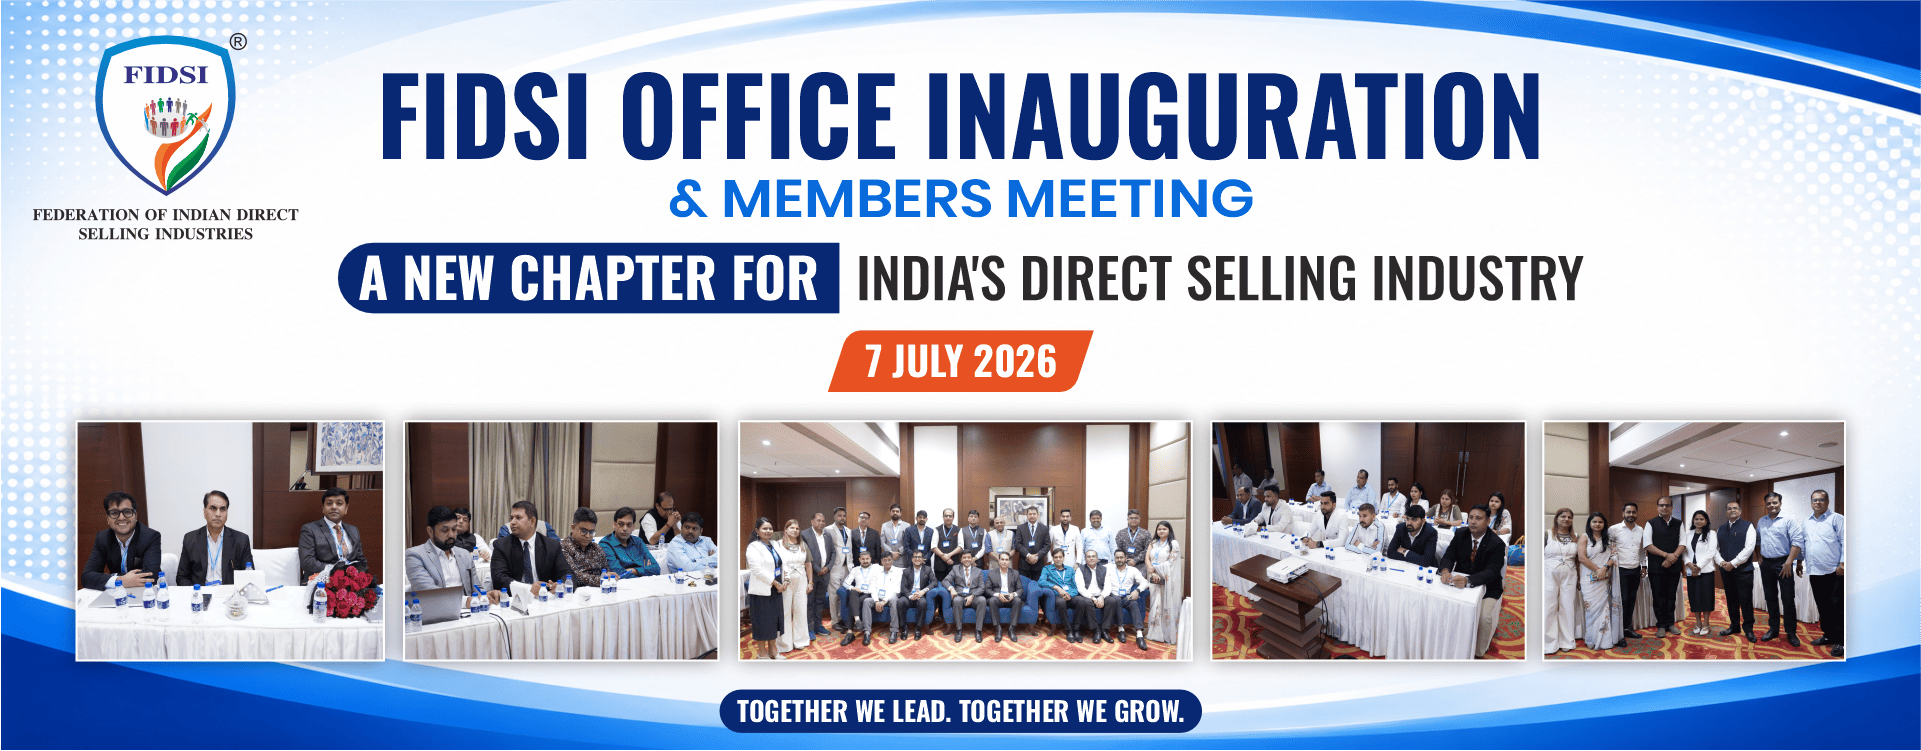 ®
FIDSI
FEDERATION OF INDIAN DIRECT
SELLING INDUSTRIES
FIDSI OFFICE INAUGURATION
& MEMBERS MEETING
A NEW CHAPTER FOR INDIA'S DIRECT SELLING INDUSTRY
7 JULY 2026
TOGETHER WE LEAD. TOGETHER WE GROW.